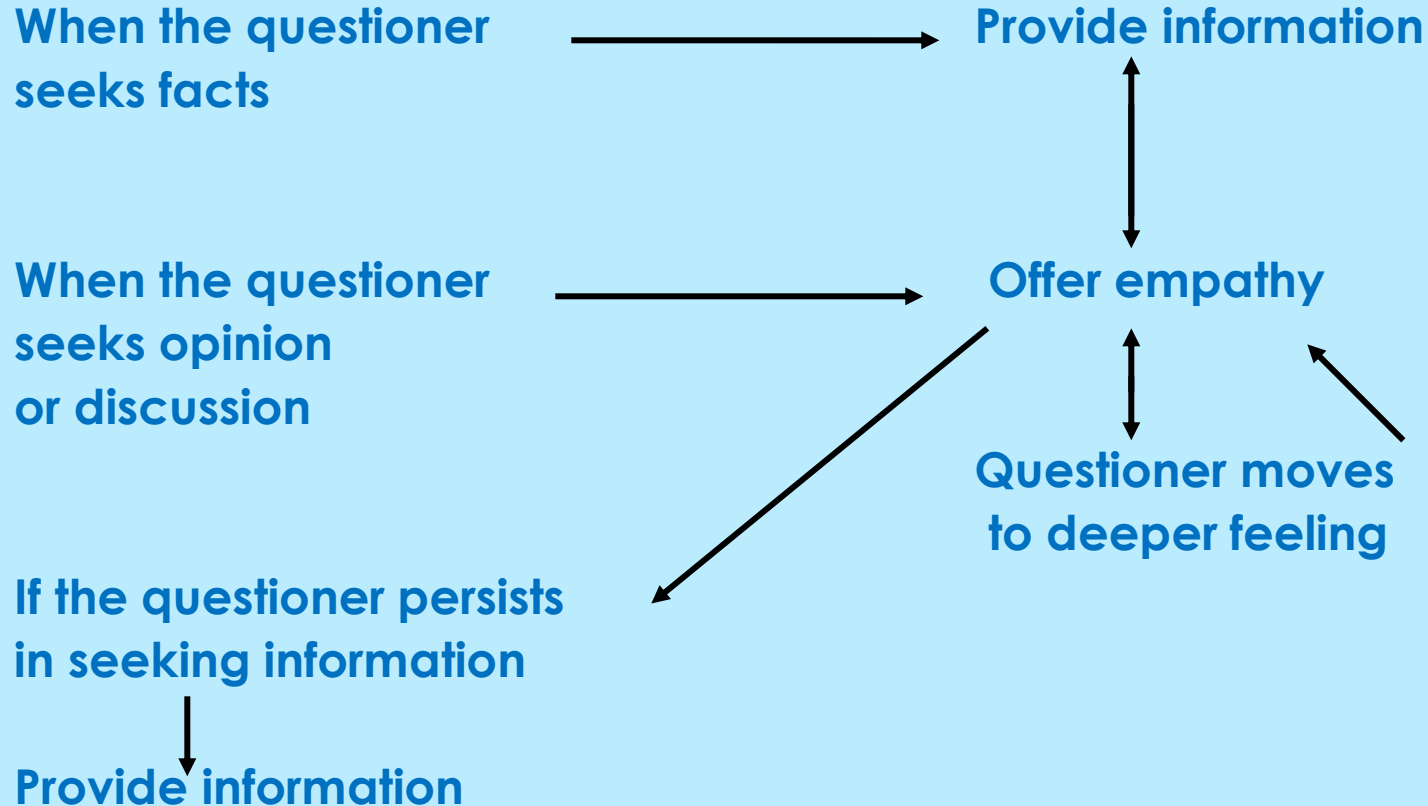 When the questioner
seeks facts
Provide information
When the questioner
seeks opinion
or discussion
Offer empathy
Questioner moves
to deeper feeling
If the questioner persists
in seeking information
Provide information